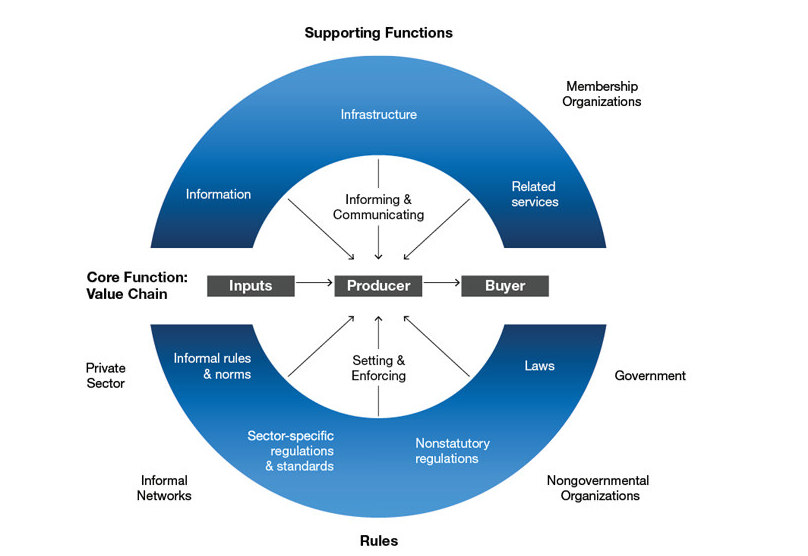 Supporting Functions
Membership
Organizations
Infrastructure
Information
Related
services
Informing &
Communicating
Core Function:
Value Chain
Inputs
Producer
Buyer
Private
Sector
Informal rules
& norms
Setting &
Enforcing
Laws
Government
Sector-specific
regulations
& standards
Nonstatutory
regulations
Informal
Networks
Nongovernmental
Organizations
Rules